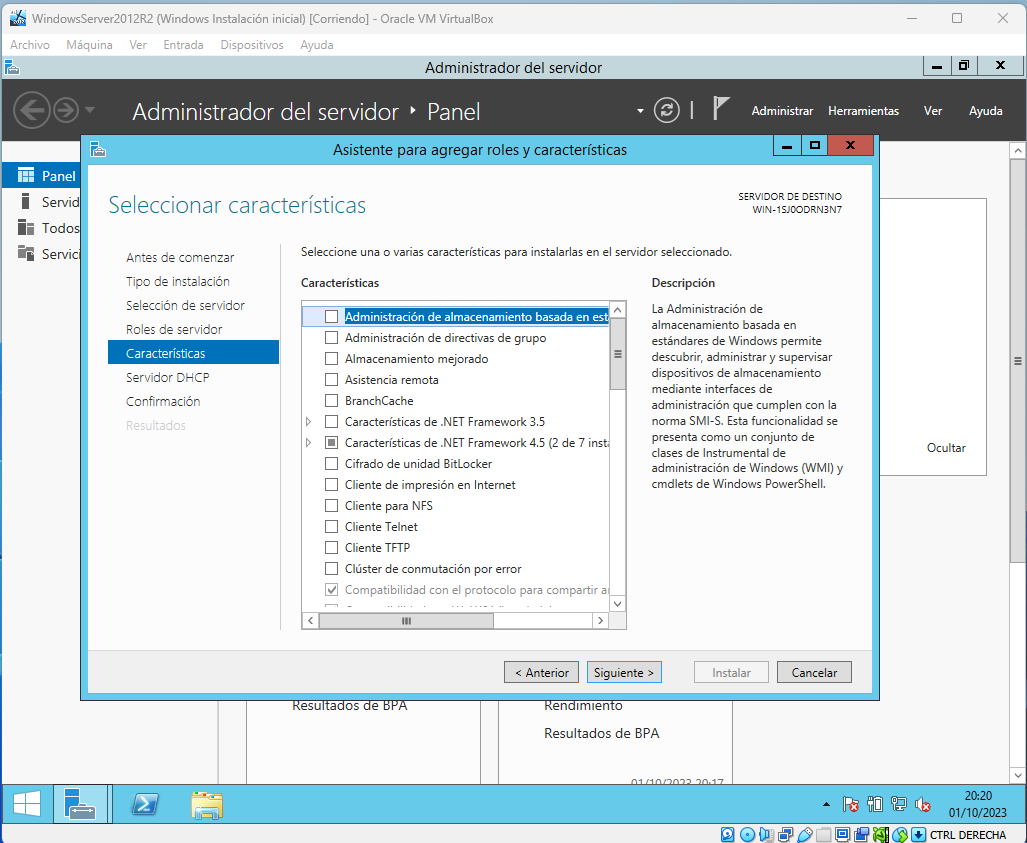 WindowsServer2012R2 (Windows Instalación inicial) [Corriendo] - Oracle VM VirtualBox
Archivo Máquina Ver Entrada Dispositivos Ayuda
Administrador del servidor
Administrador del servidor Panel
Administrar Herramientas Ver Ayuda
Asistente para agregar roles y características
Panel
Servid
Todos
Servici
Seleccionar características
SERVIDOR DE DESTINO
WIN-1SJ0ODRN3N7
Antes de comenzar
Tipo de instalación
Selección de servidor
Roles de servidor
Características
Servidor DHCP
Confirmación
Resultados
Seleccione una o varias características para instalarlas en el servidor seleccionado.
Características
Administración de almacenamiento basada en est
Administración de directivas de grupo
Almacenamiento mejorado
Asistencia remota
BranchCache
Características de .NET Framework 3.5
Características de .NET Framework 4.5 (2 de 7 insta
Cifrado de unidad BitLocker
Cliente de impresión en Internet
Cliente para NFS
Cliente Telnet
Cliente TFTP
Clúster de conmutación por error
Compatibilidad con el protocolo para compartir a
Descripción
La Administración de
almacenamiento basada en
estándares de Windows permite
descubrir, administrar y supervisar
dispositivos de almacenamiento
mediante interfaces de
administración que cumplen con la
norma SMI-S. Esta funcionalidad se
presenta como un conjunto de
clases de Instrumental de
administración de Windows (WMI) y
cmdlets de Windows PowerShell.
Ocultar
< Anterior Siguiente > Instalar Cancelar
Resultados de BPA
Rendimiento
Resultados de BPA
01/10/2023 20:17
20:20
01/10/2023
CTRL DERECHA